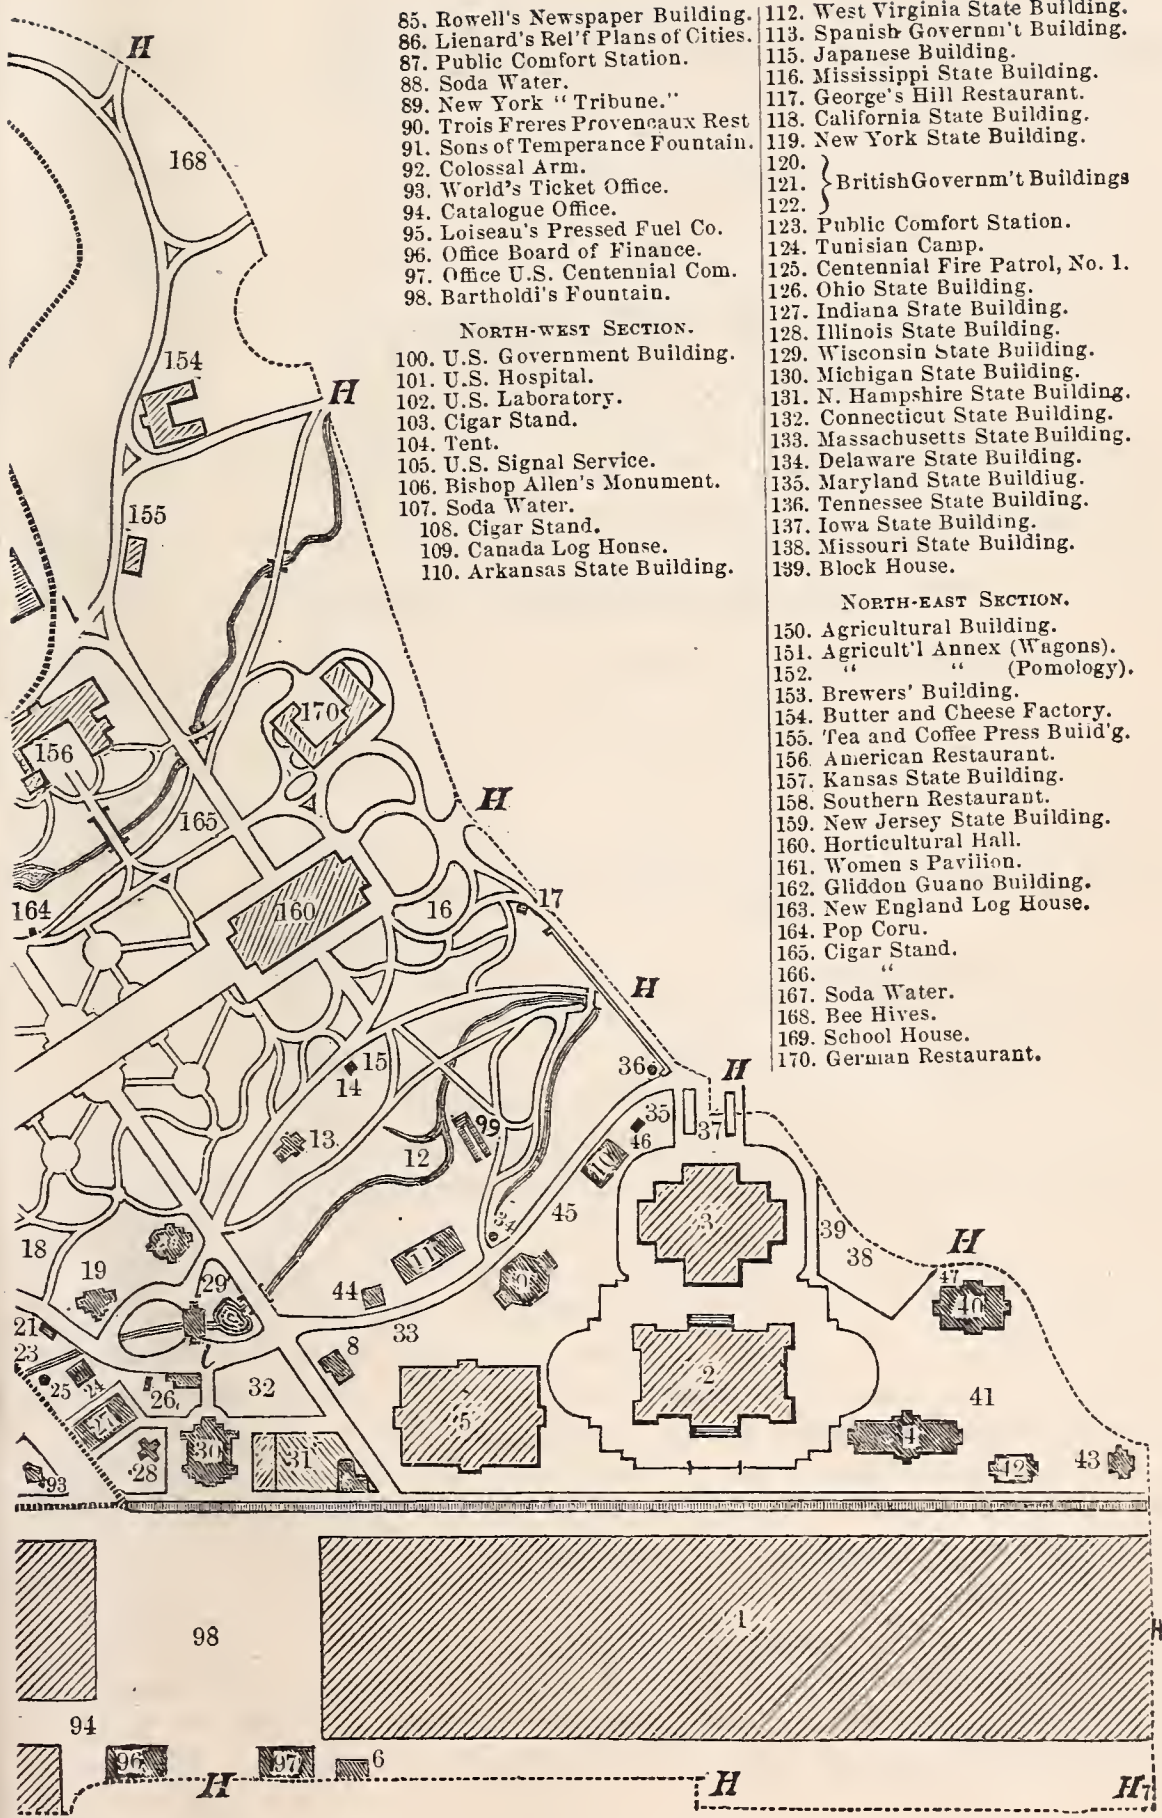 85. Rowell's Newspaper Building.
86. Lienard's Rel'f Plans of Cities.
87. Public Comfort Station.
88. Soda Water.
89. New York "Tribune."
90. Trois Freres Provencaux Rest
91. Sons of Temperance Fountain.
92. Colossal Arm.
93. World's Ticket Office.
94. Catalogue Office.
95. Loiseau's Pressed Fuel Co.
96. Office Board of Finance.
97. Office U.S. Centennial Com.
98. Bartholdi's Fountain.
NORTH-WEST SECTION.
100. U.S. Government Building.
101. U.S. Hospital.
102. U.S. Laboratory.
103. Cigar Stand.
104. Tent.
105. U.S. Signal Service.
106. Bishop Allen's Monument.
107. Soda Water.
108. Cigar Stand.
109. Canada Log Honse.
110. Arkansas State Building.
112. West Virginia State Building.
113. Spanish Governm't Building.
115. Japanese Building.
116. Mississippi State Building.
117. George's Hill Restaurant.
118. California State Building.
119. New York State Building.
120.
121. } British Governm't Buildings
122.
123. Public Comfort Station.
124. Tunisian Camp.
125. Centennial Fire Patrol, No. 1.
126. Ohio State Building.
127. Indiana State Building.
128. Illinois State Building.
129. Wisconsin State Building.
130. Michigan State Building.
131. N. Hampshire State Building.
132. Connecticut State Building.
133. Massachusetts State Building.
134. Delaware State Building.
135. Maryland State Buildiug.
136. Tennessee State Building.
137. Iowa State Building.
138. Missouri State Building.
139. Block House.
NORTH-EAST SECTION.
150. Agricultural Building.
151. Agricult'l Annex (Wagons).
152. " " (Pomology).
153. Brewers' Building.
154. Butter and Cheese Factory.
155. Tea and Coffee Press Build'g.
156. American Restaurant.
157. Kansas State Building.
158. Southern Restaurant.
159. New Jersey State Building.
160. Horticultural Hall.
161. Women s Pavilion.
162. Gliddon Guano Building.
163. New England Log House.
164. Pop Coru.
165. Cigar Stand.
166. "
167. Soda Water.
168. Bee Hives.
169. School House.
170. German Restaurant.
H
168
154
H
155
170
156
H
165
164
160
16
17
H
36
H
15
14
35
37
46
99
13
12
10
3
45
34
39
38
H
18
19
29
11
9
47
40
44
21
33
8
23
25
24
26
32
2
41
27
5
4
30
31
28
42
43
93
1
98
H
94
96
97
6
H
H
H
7